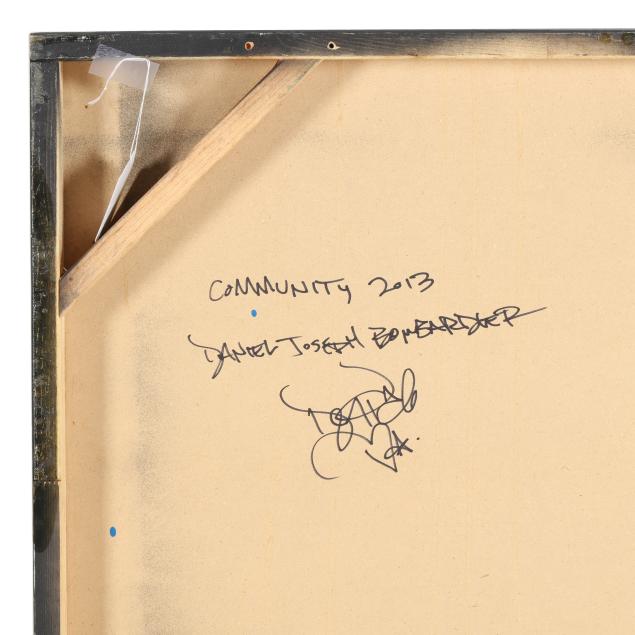 COMMUNITY 2013
DANIEL JOSEPH BOMBARDIER